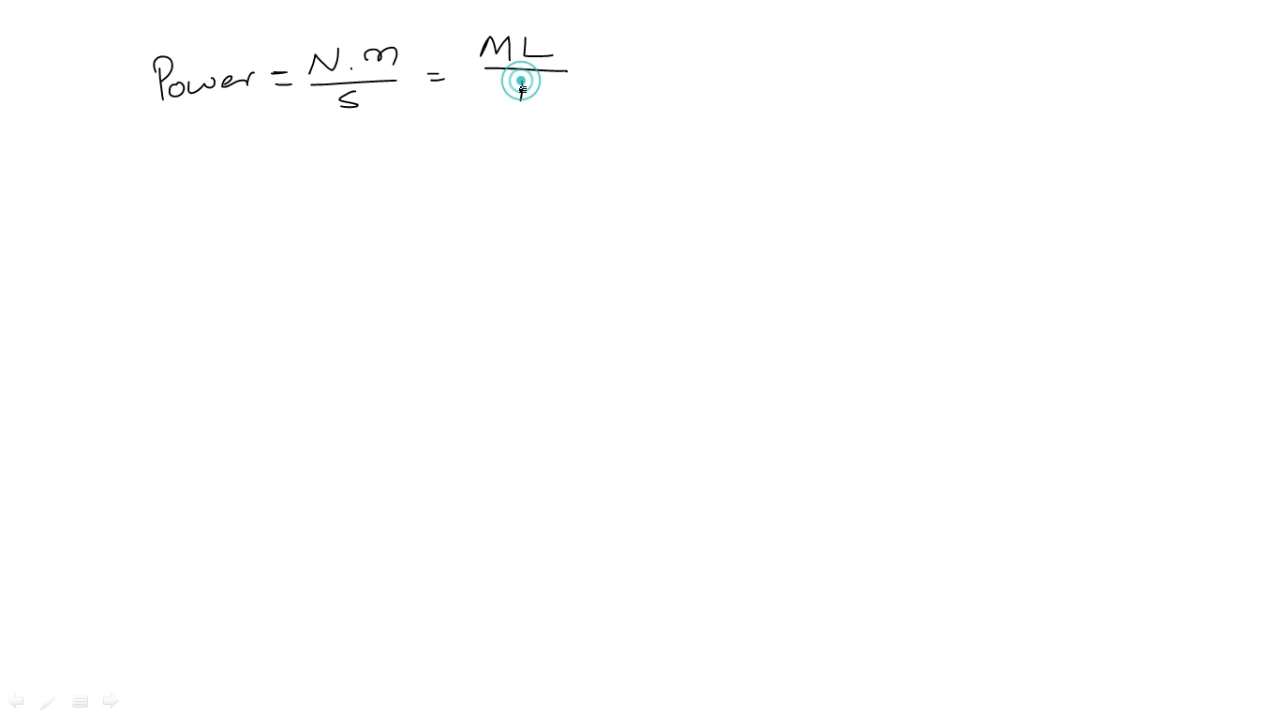 Power = N.m / s = ML /